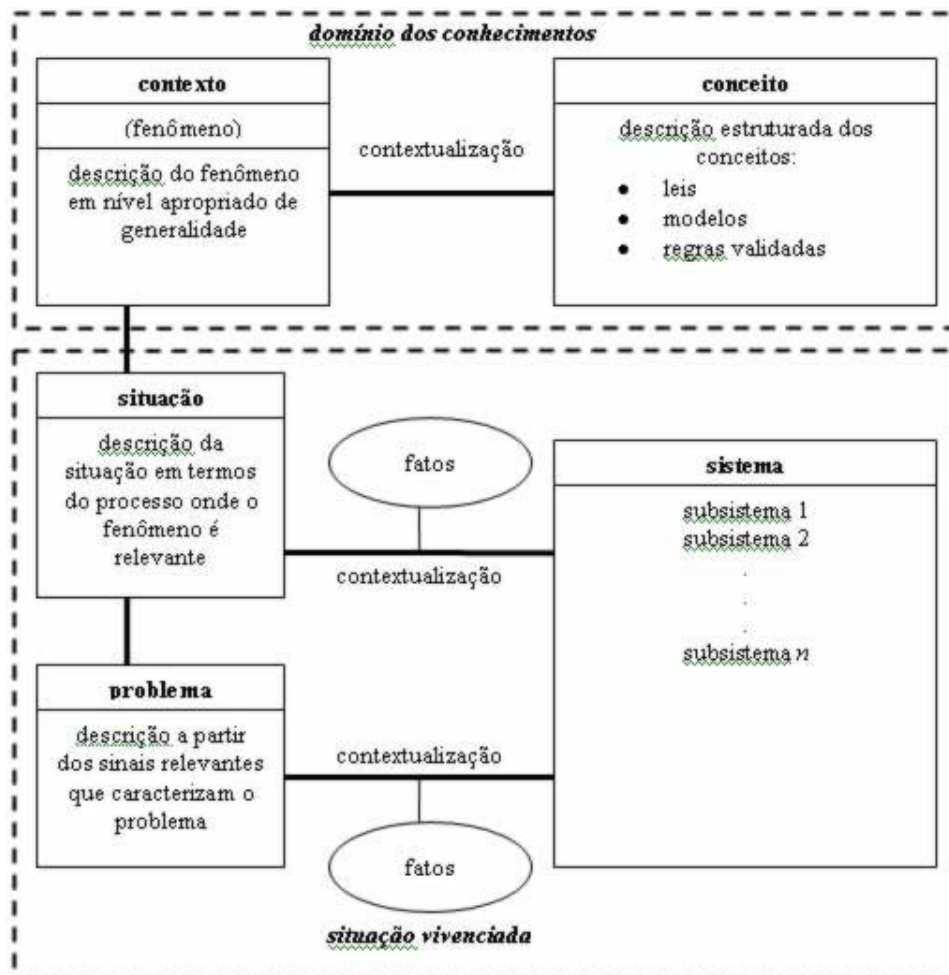 domínio dos conhecimentos
contexto
(fenômeno)
descrição do fenômeno
em nível apropriado de
generalidade
contextualização
conceito
descrição estruturada dos
conceitos:
• leis
• modelos
• regras validadas
situação
descrição da
situação em termos
do processo onde o
fenômeno é
relevante
fatos
contextualização
sistema
subsistema 1
subsistema 2
.
.
.
subsistema n
problema
descrição a partir
dos sinais relevantes
que caracterizam o
problema
contextualização
fatos
situação vivenciada